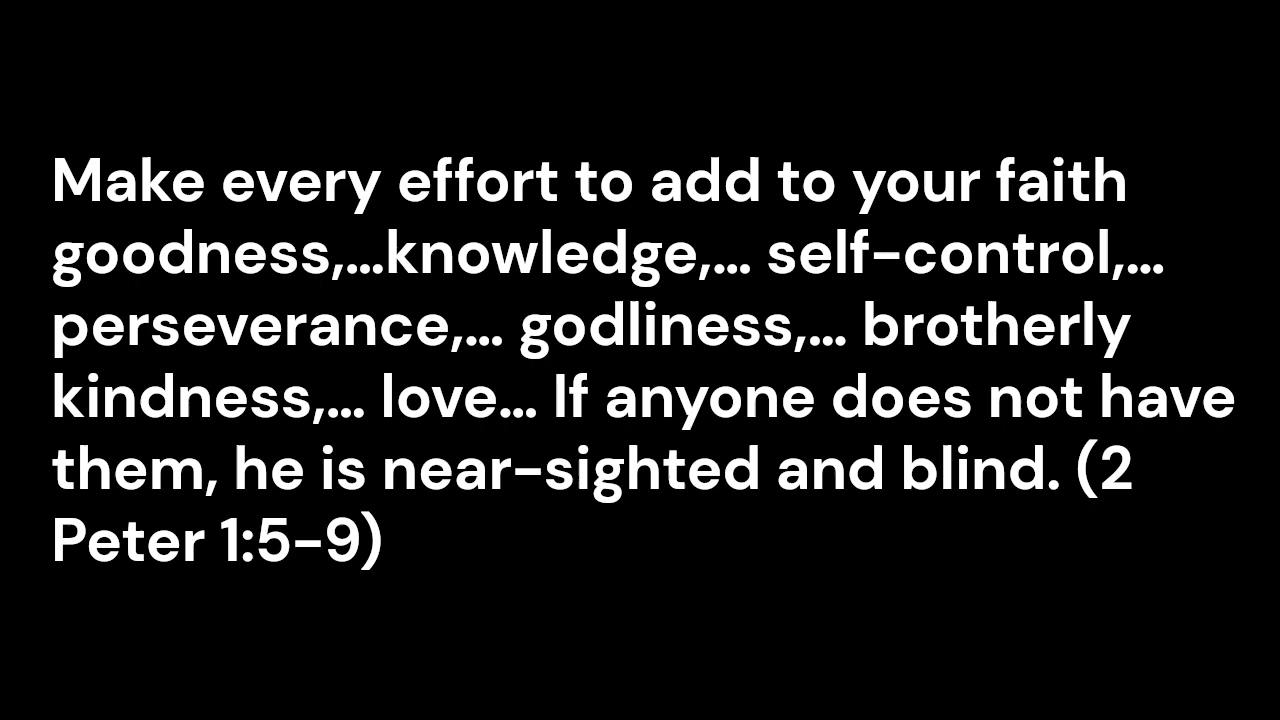 Make every effort to add to your faith
goodness,...knowledge,... self-control,...
perseverance,... godliness,... brotherly
kindness,... love... If anyone does not have
them, he is near-sighted and blind. (2
Peter 1:5-9)